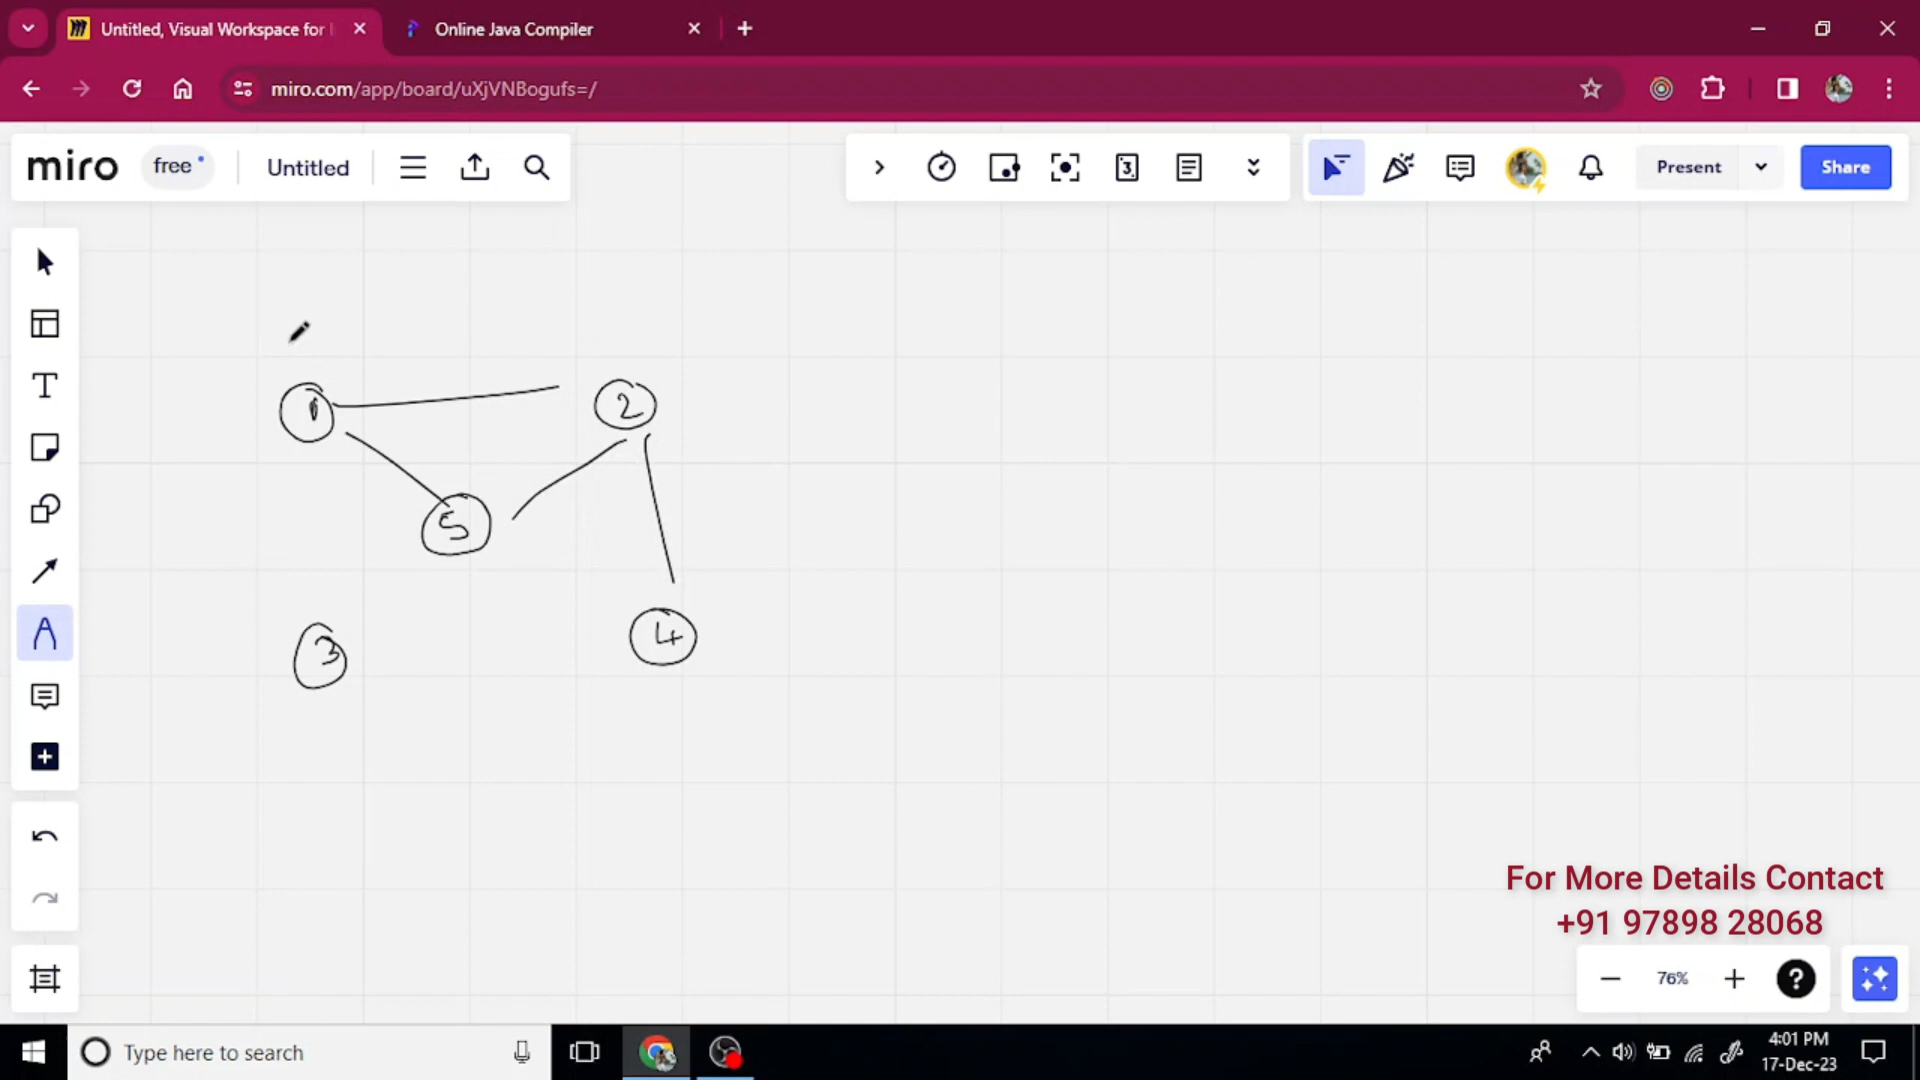 Untitled, Visual Workspace for I
Online Java Compiler
miro.com/app/board/uXjVNBogufs=/
miro
free
Untitled
3
Present
Share
T
1
2
5
3
4
For More Details Contact
+91 97898 28068
76%
?
Type here to search
4:01 PM
17-Dec-23